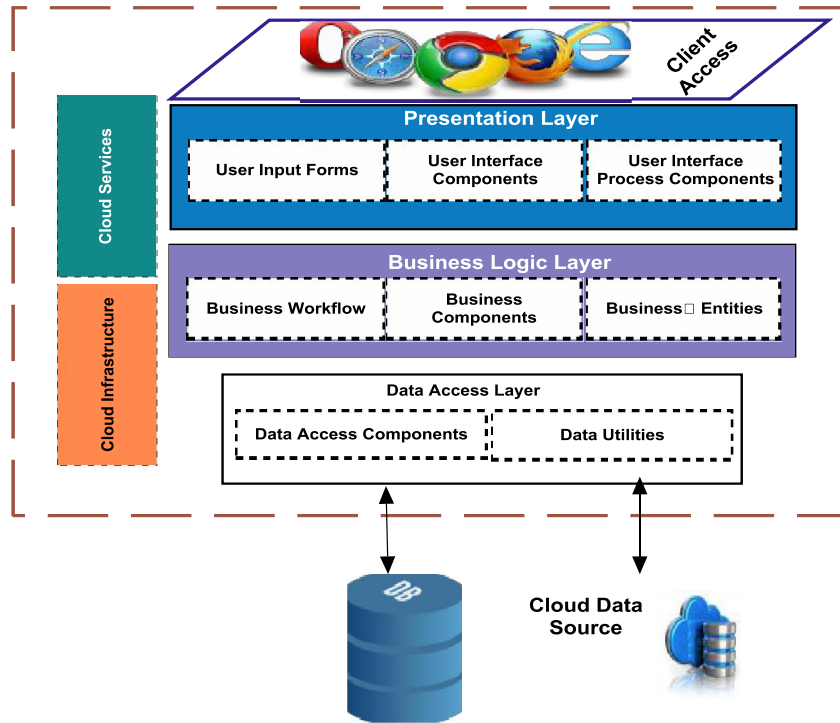 Client
Access
Presentation Layer
User Input Forms
User Interface
Components
User Interface
Process Components
Cloud Services
Business Logic Layer
Business Workflow
Business
Components
Business□ Entities
Cloud Infrastructure
Data Access Layer
Data Access Components
Data Utilities
DB
Cloud Data
Source